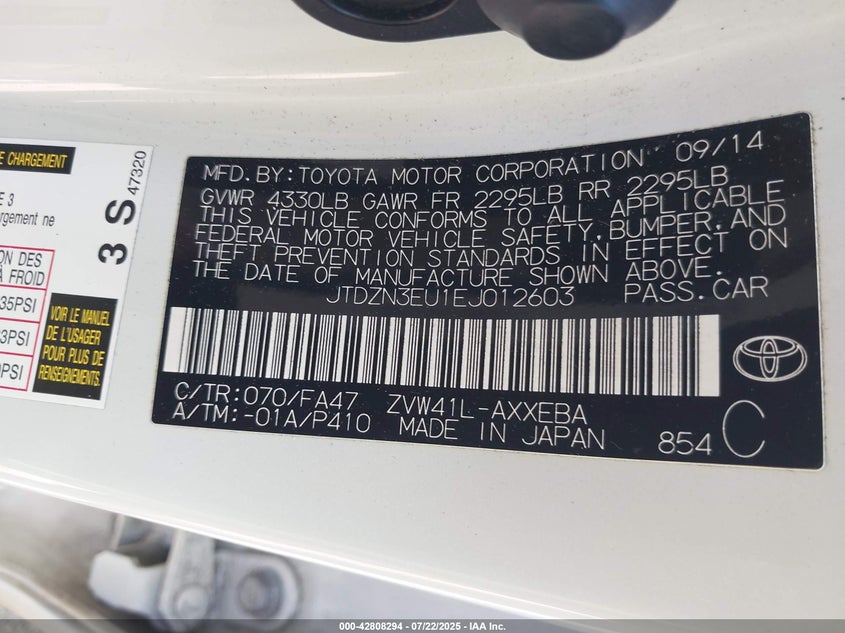 E CHARGEMENT
E 3
argement ne
3 S 47320
ON DES
À FROID
35PSI
3PSI
PSI
VOIR LE MANUEL
DE L'USAGER
POUR PLUS DE
RENSEIGNEMENTS.
MFD.BY:TOYOTA MOTOR CORPORATION 09/14
GVWR 4330LB GAWR FR 2295LB RR 2295LB
THIS VEHICLE CONFORMS TO ALL APPLICABLE
FEDERAL MOTOR VEHICLE SAFETY,BUMPER,AND
THEFT PREVENTION STANDARDS IN EFFECT ON
THE DATE OF MANUFACTURE SHOWN ABOVE.
JTDZN3EU1EJ012603 PASS.CAR
C/TR:070/FA47 ZVW41L-AXXEBA
A/TM:-01A/P410 MADE IN JAPAN 854 C
000-42808294 - 07/22/2025 - IAA Inc.